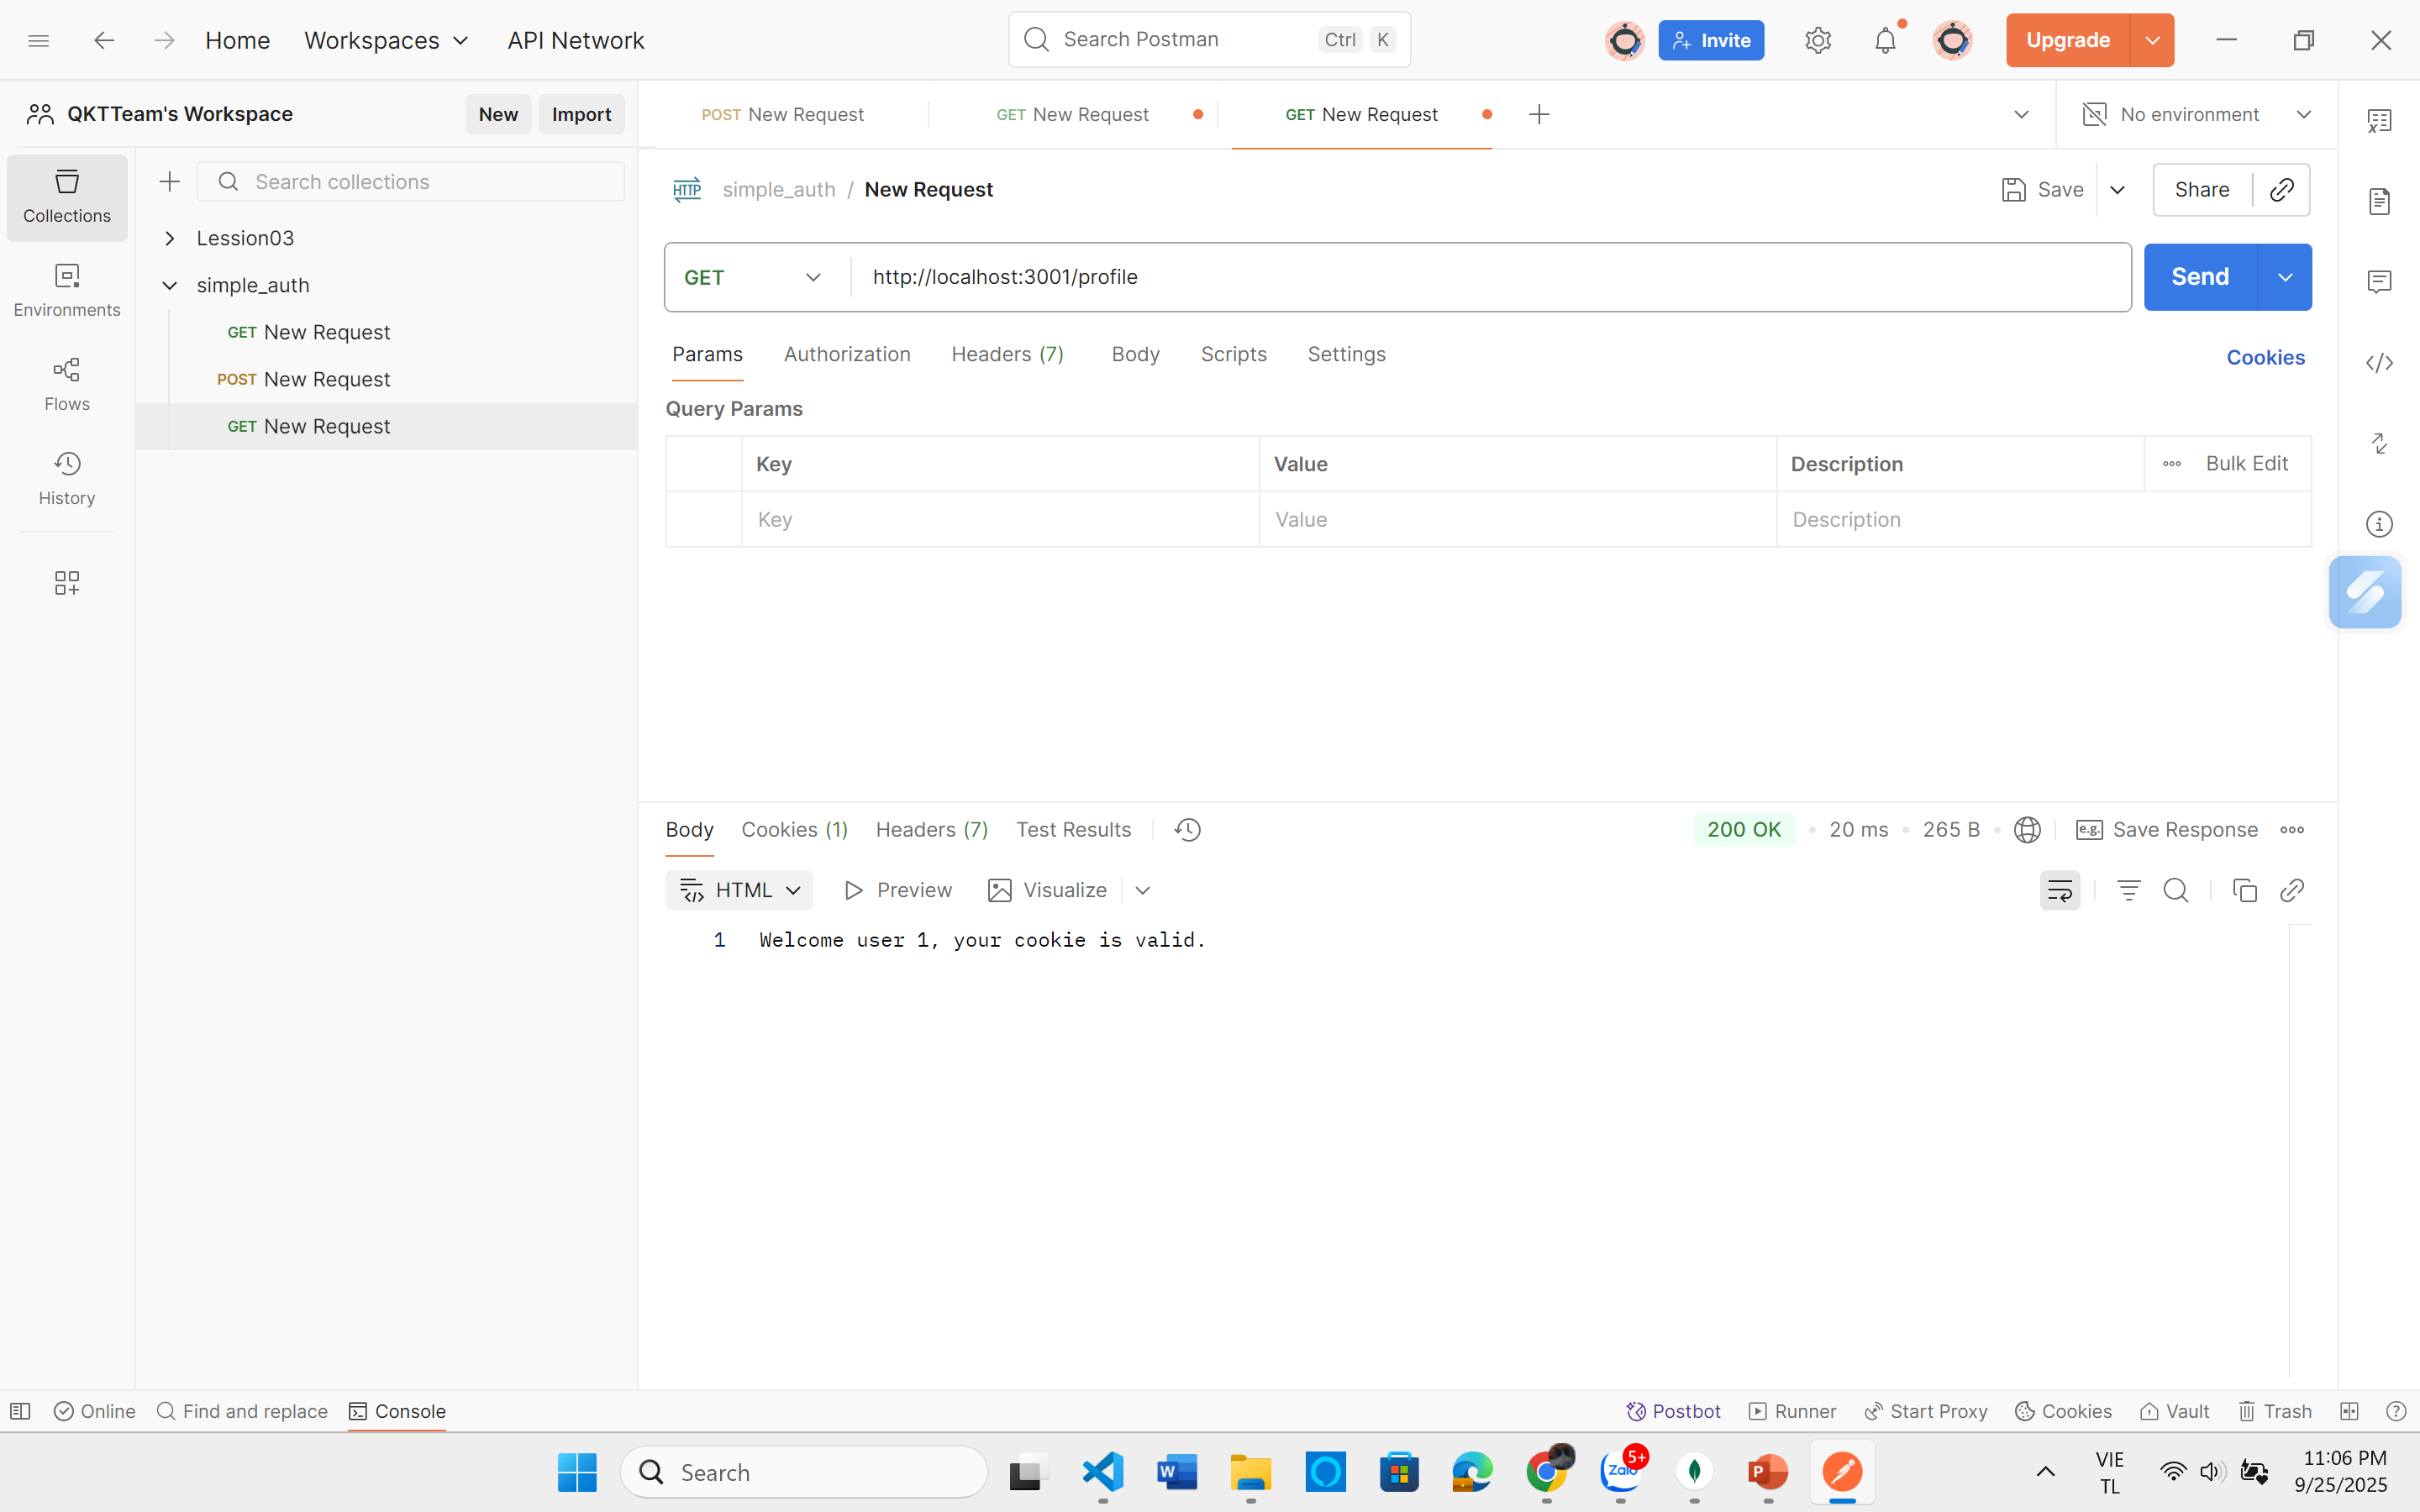 Home Workspaces API Network
Search Postman Ctrl K
Invite
Upgrade
QKTTeam's Workspace New Import
POST New Request GET New Request GET New Request
No environment
Collections
Search collections
Lession03
simple_auth
GET New Request
POST New Request
GET New Request
Environments
Flows
History
HTTP simple_auth / New Request
Save Share
GET http://localhost:3001/profile Send
Params Authorization Headers (7) Body Scripts Settings Cookies
Query Params
Key Value Description Bulk Edit
Key Value Description
Body Cookies (1) Headers (7) Test Results
200 OK 20 ms 265 B e.g. Save Response
HTML Preview Visualize
1 Welcome user 1, your cookie is valid.
Online Find and replace Console
Postbot Runner Start Proxy Cookies Vault Trash
Search
W
Zalo
5+
P
VIE
TL
11:06 PM
9/25/2025